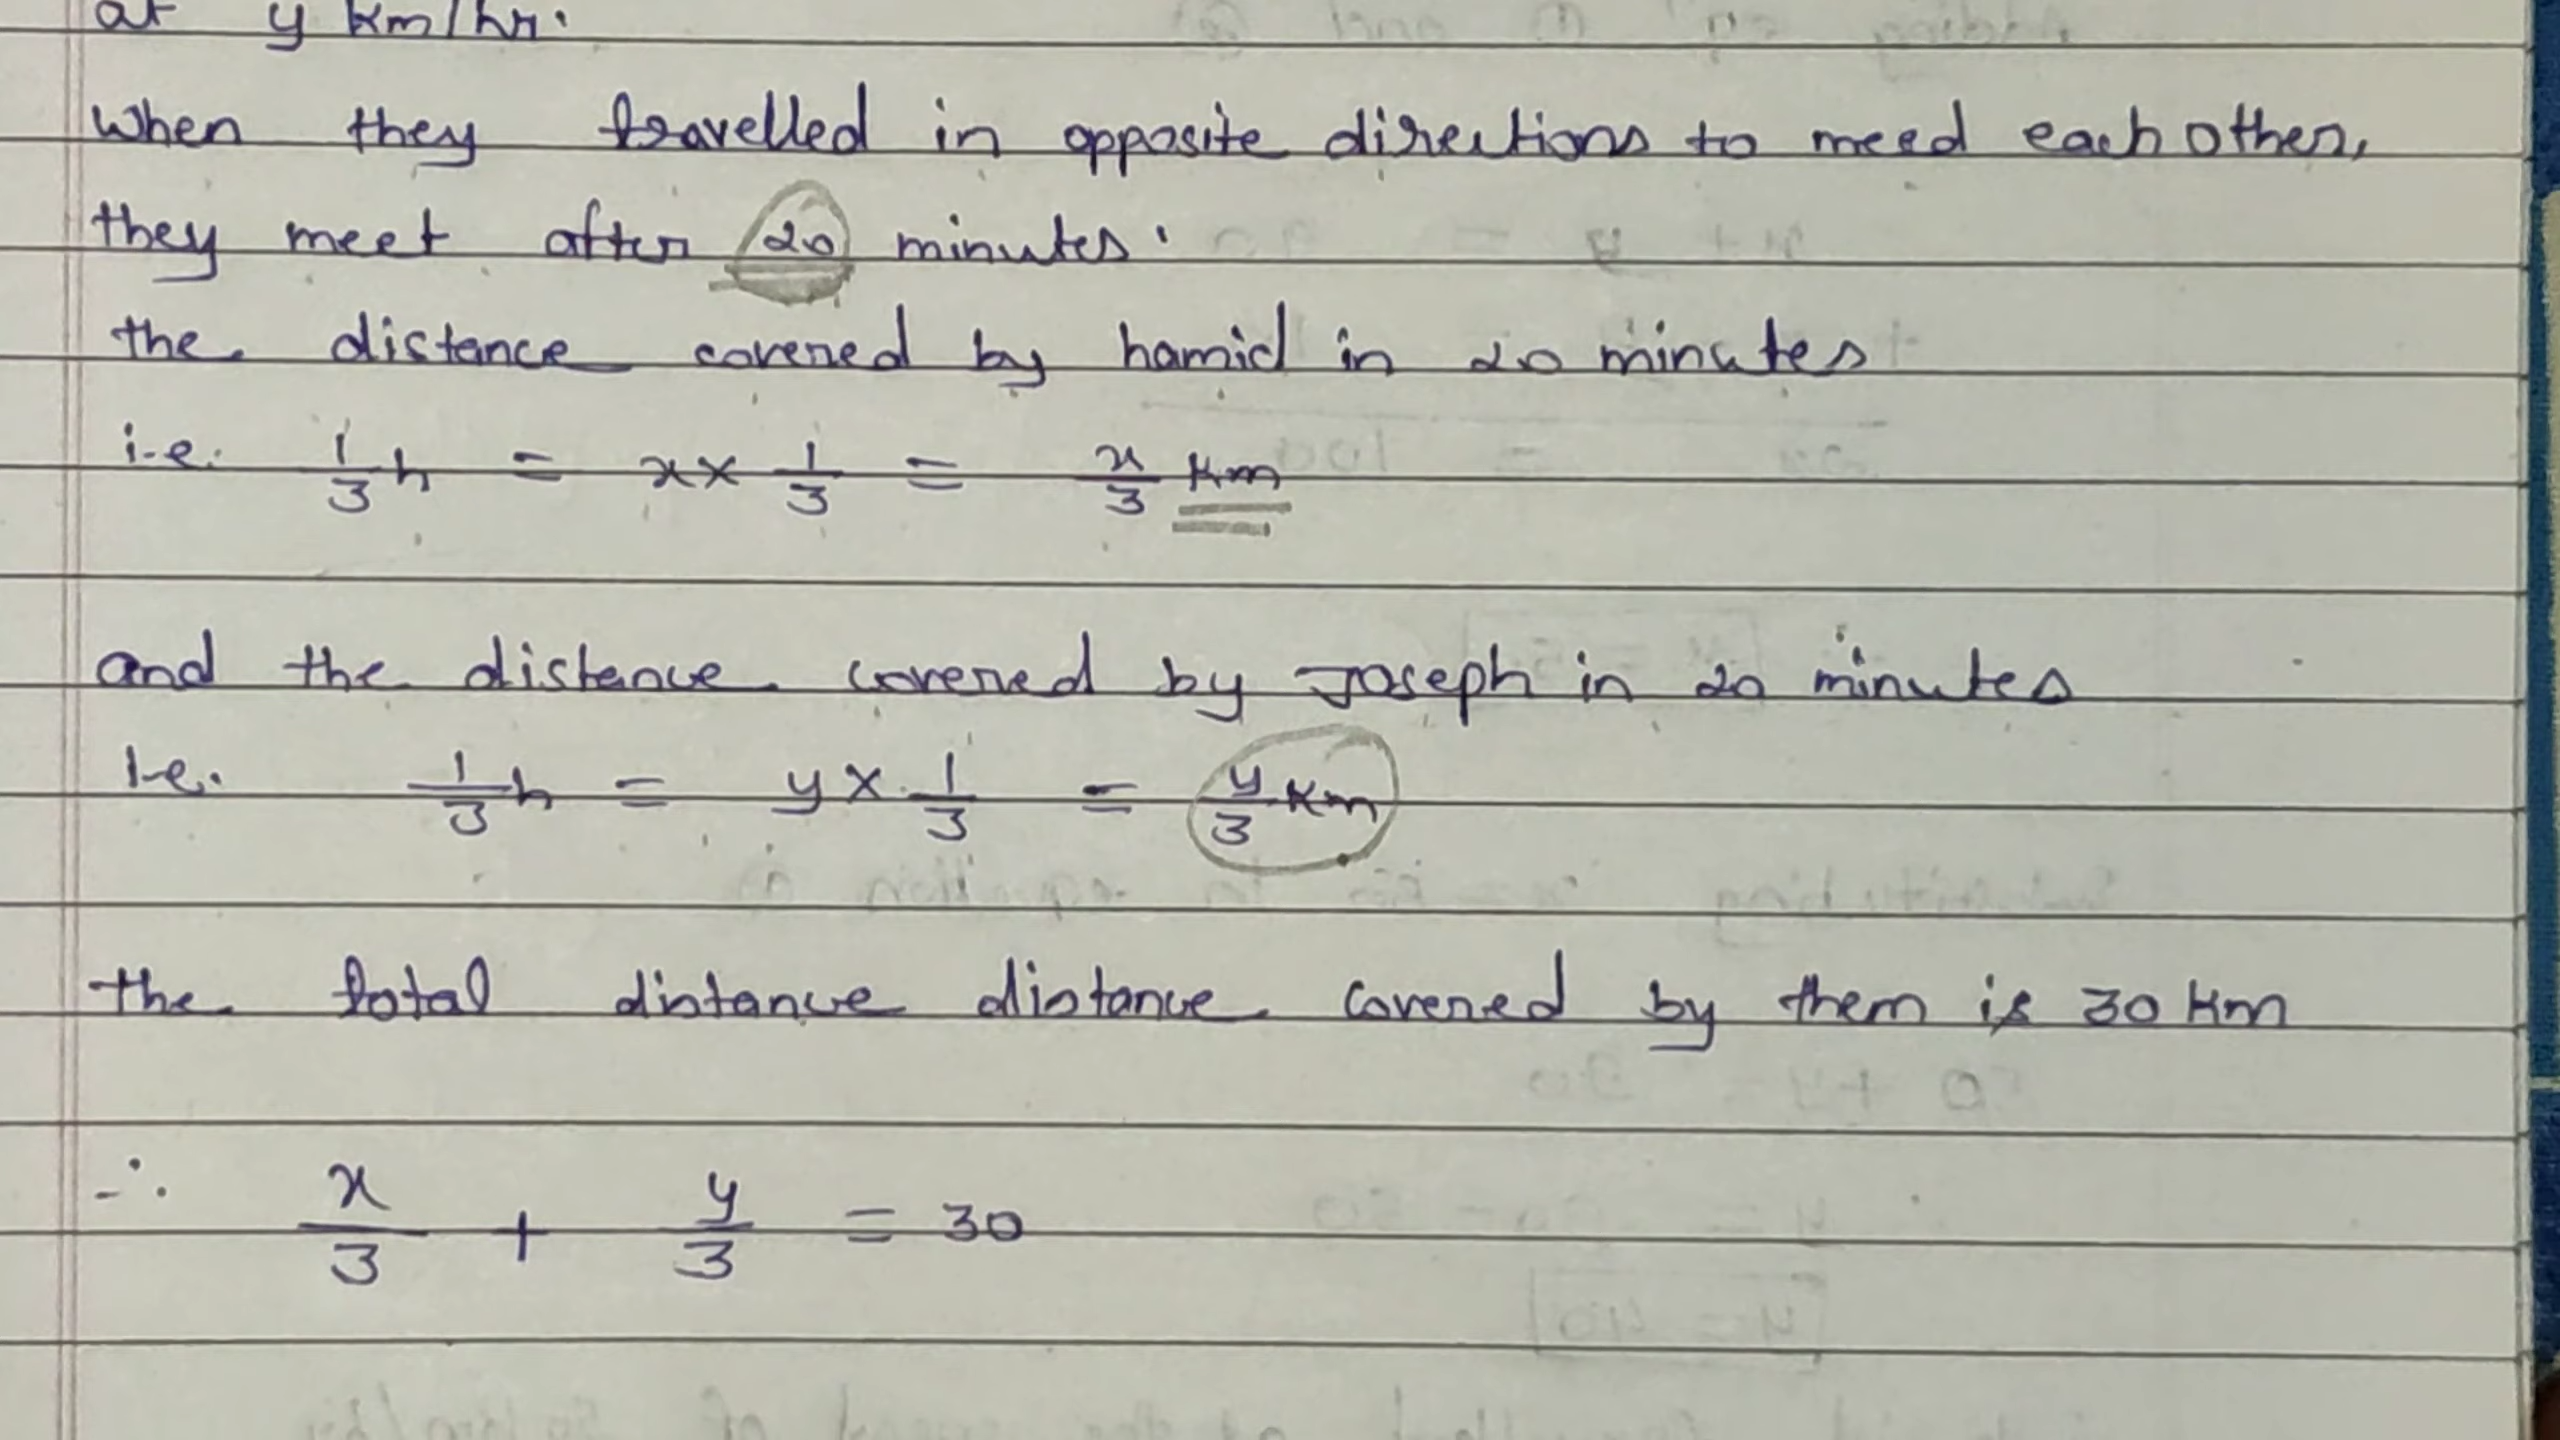 at y km/hr.
When they travelled in opposite directions to meed each other,
they meet after 20 minutes.
the distance covered by hamid in 20 minutes
i.e. 1/3 h = x × 1/3 = x/3 km
and the distance covered by Joseph in 20 minutes
i.e. 1/3 h = y × 1/3 = y/3 km
the total distance distance covered by them is 30 km
∴ x/3 + y/3 = 30